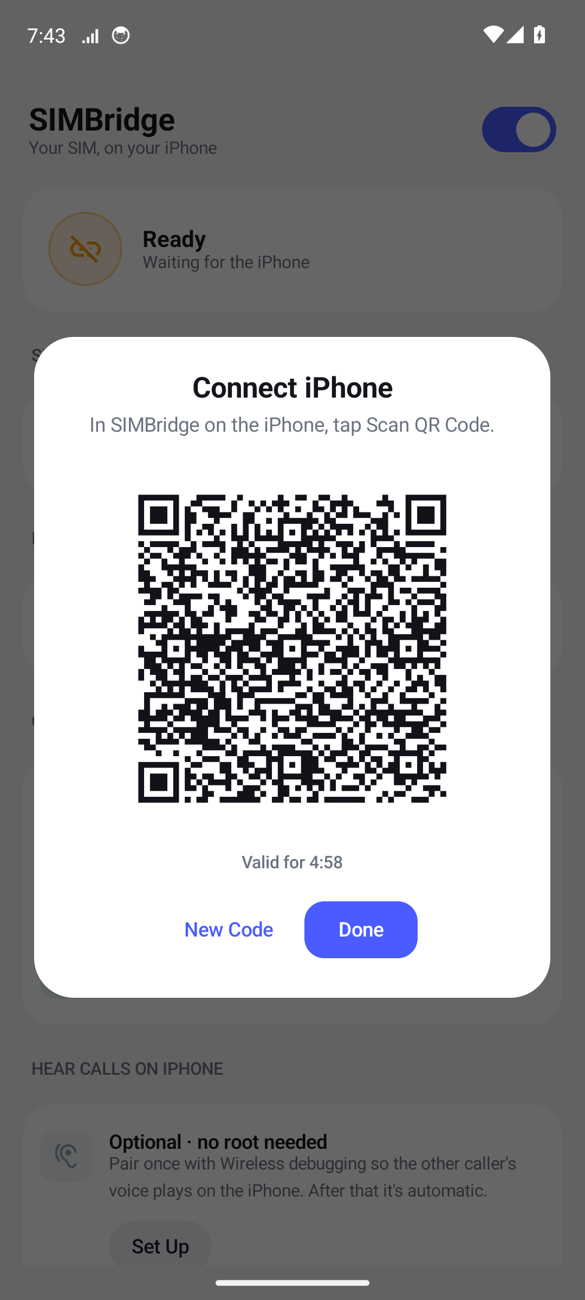 7:43
SIMBridge
Your SIM, on your iPhone
Ready
Waiting for the iPhone
Connect iPhone
In SIMBridge on the iPhone, tap Scan QR Code.
Valid for 4:58
New Code
Done
HEAR CALLS ON IPHONE
Optional · no root needed
Pair once with Wireless debugging so the other caller's
voice plays on the iPhone. After that it's automatic.
Set Up